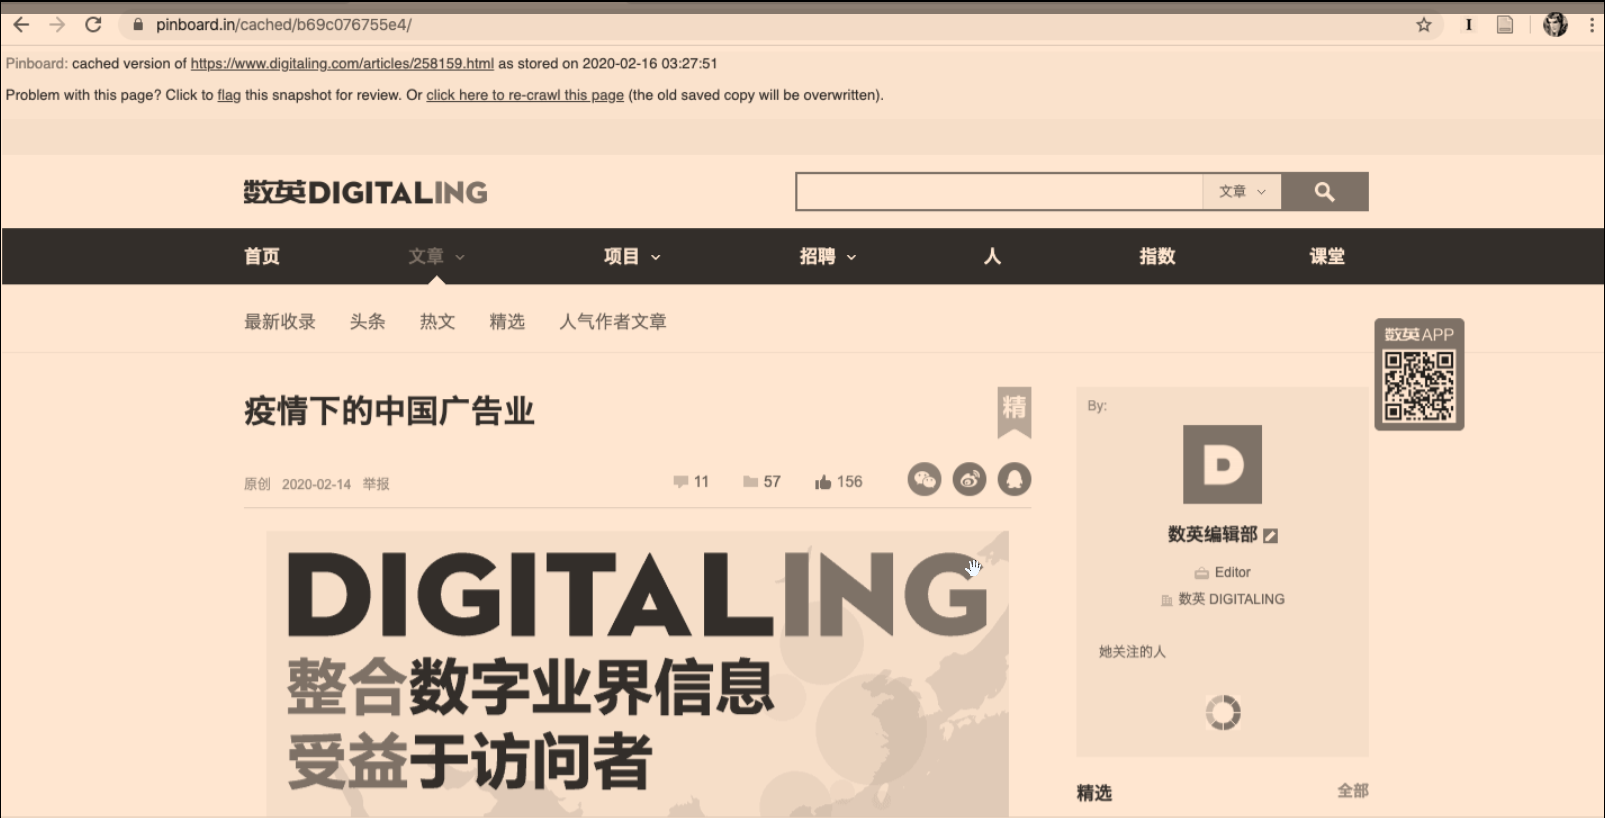 pinboard.in/cached/b69c076755e4/
Pinboard: cached version of https://www.digitaling.com/articles/258159.html as stored on 2020-02-16 03:27:51
Problem with this page? Click to flag this snapshot for review. Or click here to re-crawl this page (the old saved copy will be overwritten).
数英DIGITALING
文章
首页 文章 项目 招聘 人 指数 课堂
最新收录 头条 热文 精选 人气作者文章
数英APP
疫情下的中国广告业
精
原创 2020-02-14 举报
11 57 156
DIGITALING
整合数字业界信息
受益于访问者
By:
D
数英编辑部
Editor
数英 DIGITALING
她关注的人
精选 全部